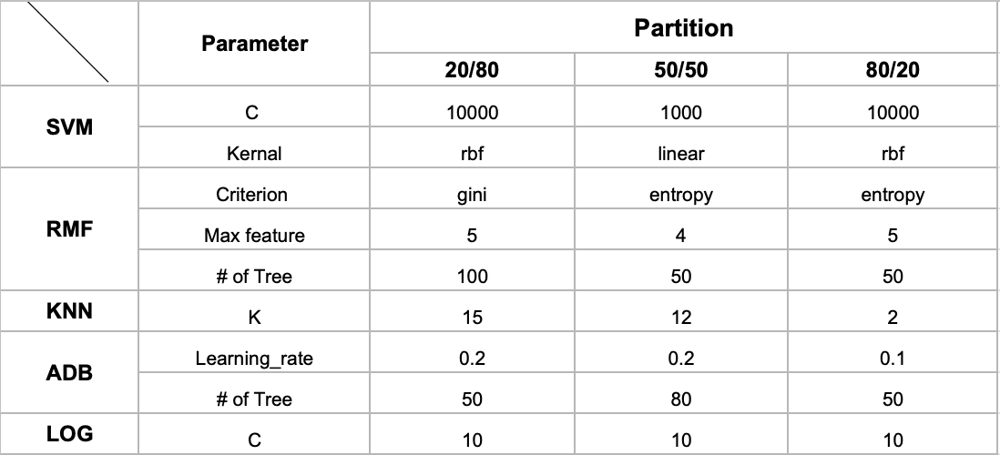 Parameter Partition
20/80 50/50 80/20
SVM C 10000 1000 10000
Kernal rbf linear rbf
RMF Criterion gini entropy entropy
Max feature 5 4 5
# of Tree 100 50 50
KNN K 15 12 2
ADB Learning_rate 0.2 0.2 0.1
# of Tree 50 80 50
LOG C 10 10 10